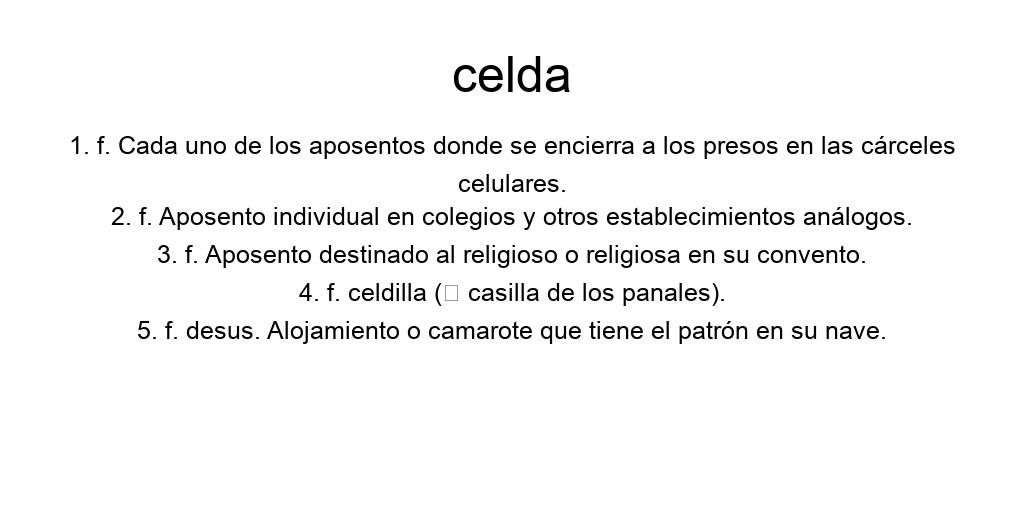 celda
1. f. Cada uno de los aposentos donde se encierra a los presos en las cárceles
celulares.
2. f. Aposento individual en colegios y otros establecimientos análogos.
3. f. Aposento destinado al religioso o religiosa en su convento.
4. f. celdilla (□ casilla de los panales).
5. f. desus. Alojamiento o camarote que tiene el patrón en su nave.